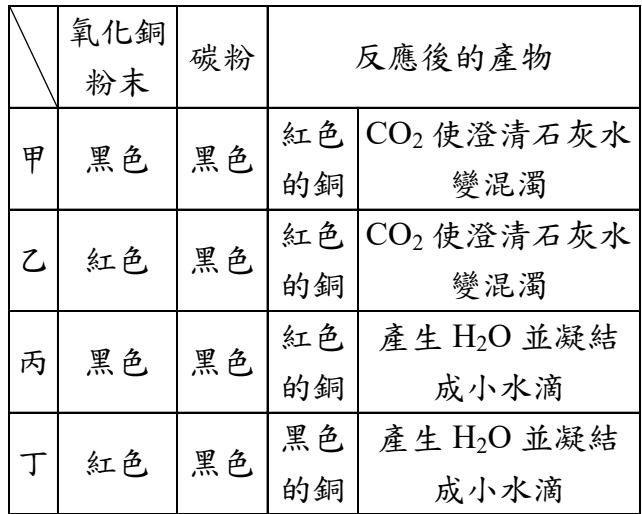 氧化銅
粉末
碳粉
反應後的產物
甲
黑色
黑色
紅色
的銅
CO₂ 使澄清石灰水
變混濁
乙
紅色
黑色
紅色
的銅
CO₂ 使澄清石灰水
變混濁
丙
黑色
黑色
紅色
的銅
產生 H₂O 並凝結
成小水滴
丁
紅色
黑色
黑色
的銅
產生 H₂O 並凝結
成小水滴